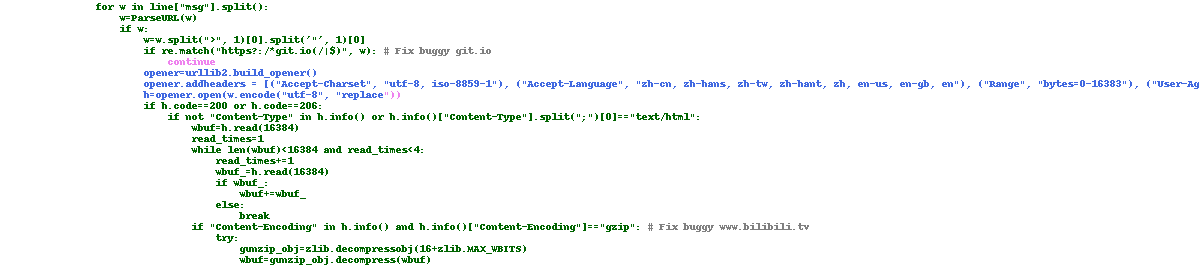 for w in line["msg"].split():
w=ParseURL(w)
if w:
w=w.split(">", 1)[0].split('"', 1)[0]
if re.match("https?:/*git.io(/|$)", w): # Fix buggy git.io
continue
opener=urllib2.build_opener()
opener.addheaders = [("Accept-Charset", "utf-8, iso-8859-1"), ("Accept-Language", "zh-cn, zh-hans, zh-tw, zh-hant, zh, en-us, en-gb, en"), ("Range", "bytes=0-16383"), ("User-Ag
h=opener.open(w.encode("utf-8", "replace"))
if h.code==200 or h.code==206:
if not "Content-Type" in h.info() or h.info()["Content-Type"].split(";")[0]=="text/html":
wbuf=h.read(16384)
read_times=1
while len(wbuf)<16384 and read_times<4:
read_times+=1
wbuf_=h.read(16384)
if wbuf_:
wbuf+=wbuf_
else:
break
if "Content-Encoding" in h.info() and h.info()["Content-Encoding"]=="gzip": # Fix buggy www.bilibili.tv
try:
gunzip_obj=zlib.decompressobj(16+zlib.MAX_WBITS)
wbuf=gunzip_obj.decompress(wbuf)